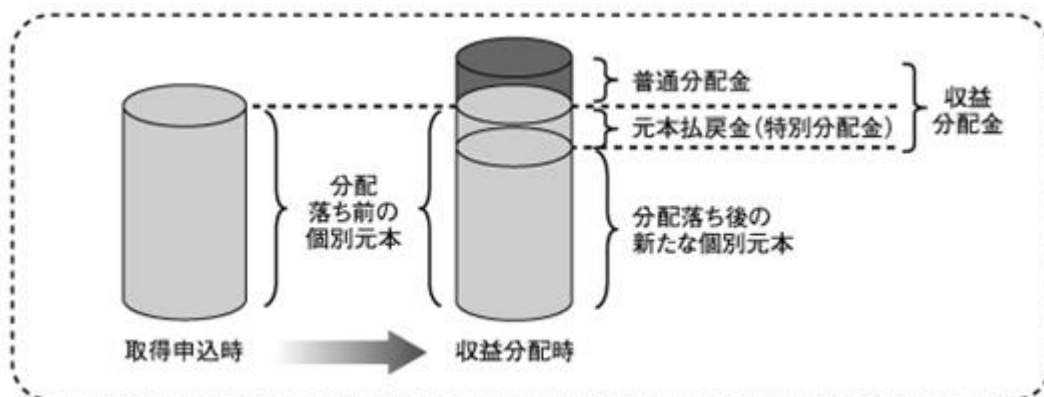 普通分配金
収益
分配金
元本払戻金(特別分配金)
分配
落ち前の
個別元本
分配落ち後の
新たな個別元本
取得申込時
収益分配時